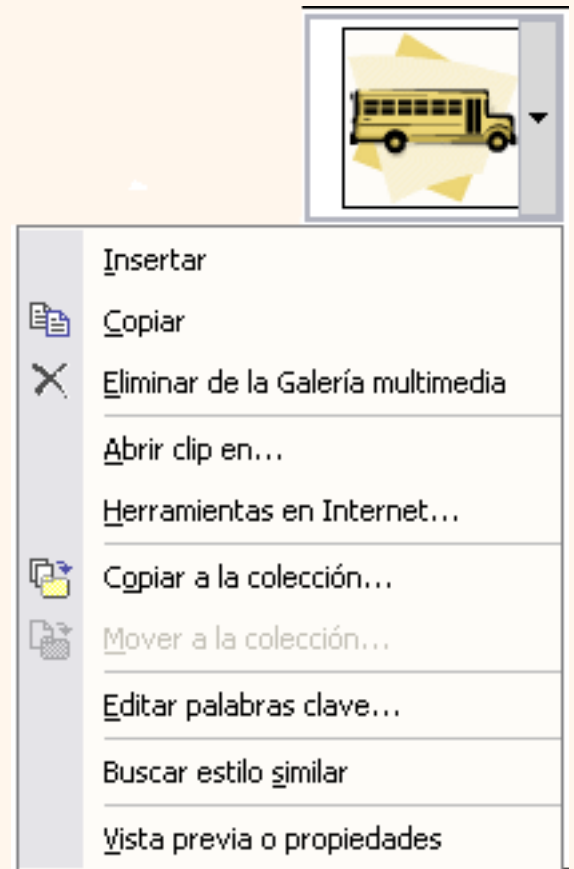 Insertar
Copiar
Eliminar de la Galería multimedia
Abrir clip en...
Herramientas en Internet...
Copiar a la colección...
Mover a la colección...
Editar palabras clave...
Buscar estilo similar
Vista previa o propiedades